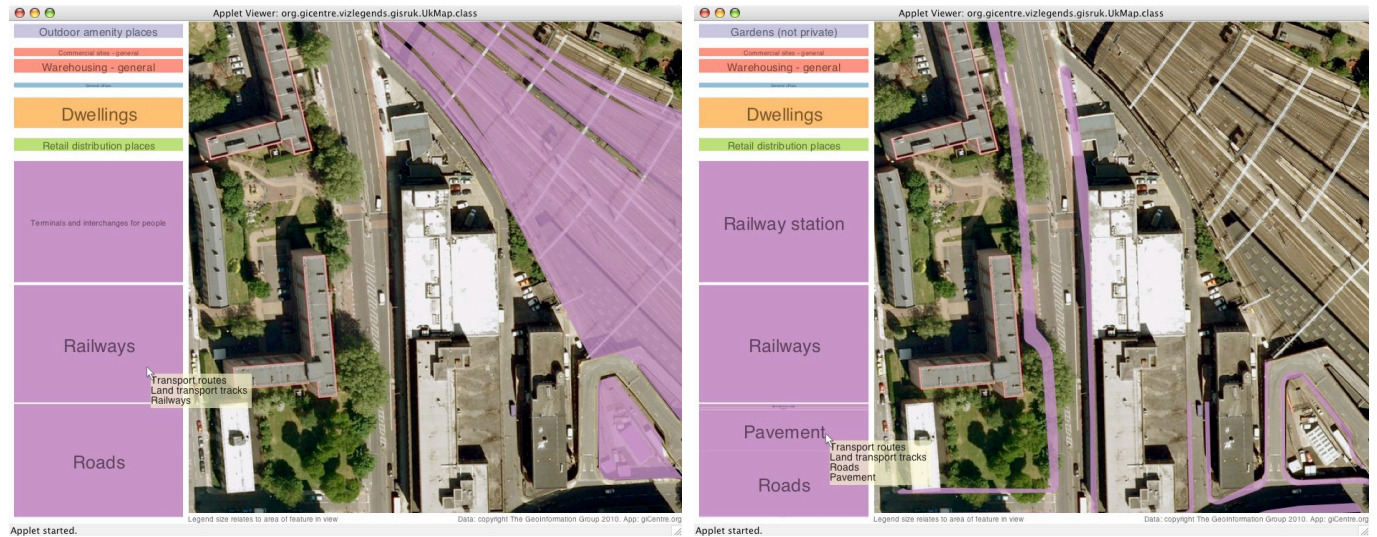 Applet Viewer: org.gicentre.vizlegends.gisruk.UkMap.class
Outdoor amenity places
Commercial sites - general
Warehousing - general
Dwellings
Retail distribution places
Terminals and interchanges for people
Railways
Transport routes
Land transport tracks
Railways
Roads
Legend size relates to area of feature in view
Data: copyright The GeoInformation Group 2010. App: giCentre.org
Applet started.
Applet Viewer: org.gicentre.vizlegends.gisruk.UkMap.class
Gardens (not private)
Commercial sites - general
Warehousing - general
Dwellings
Retail distribution places
Railway station
Railways
Pavement
Transport routes
Land transport tracks
Roads
Pavement
Roads
Legend size relates to area of feature in view
Data: copyright The GeoInformation Group 2010. App: giCentre.org
Applet started.